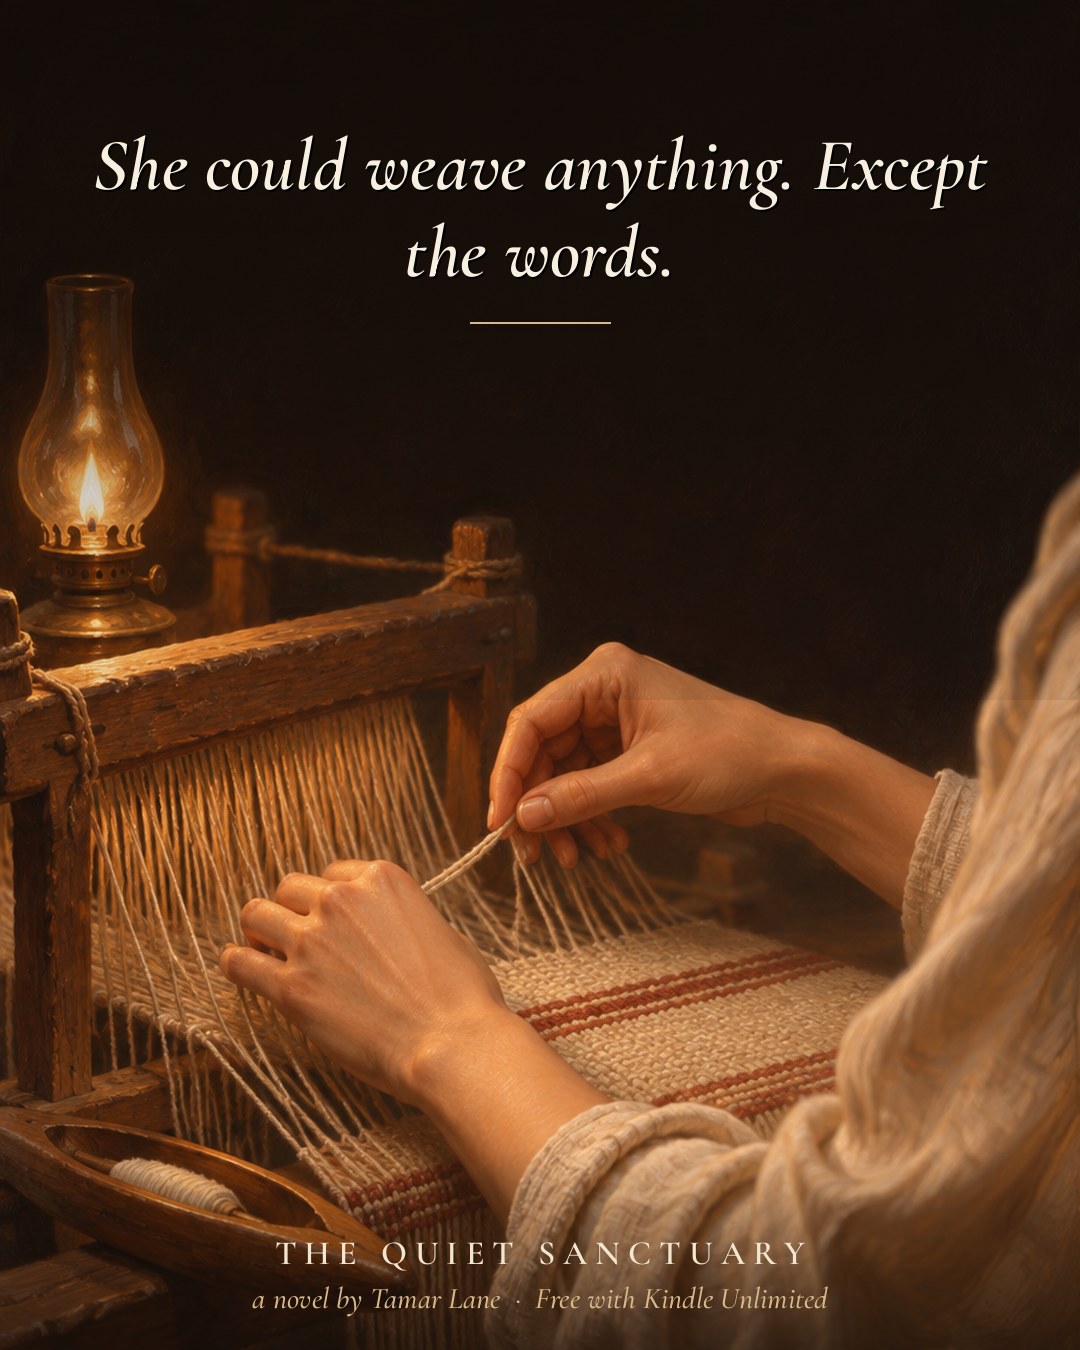 She could weave anything. Except
the words.
THE QUIET SANCTUARY
a novel by Tamar Lane · Free with Kindle Unlimited